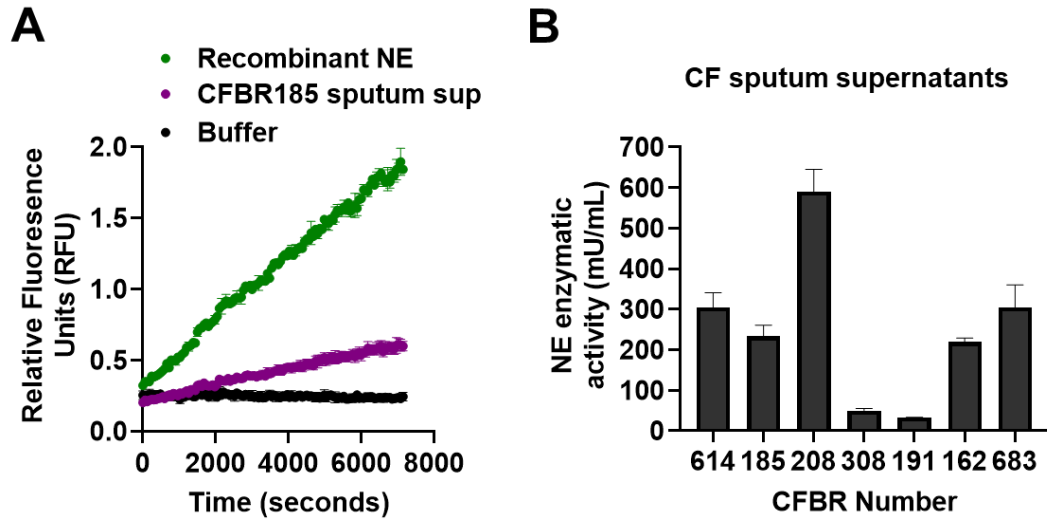 A
Recombinant NE
CFBR185 sputum sup
Buffer
2.0
1.5
1.0
0.5
0.0
Relative Fluoresence
Units (RFU)
0 2000 4000 6000 8000
Time (seconds)
B
CF sputum supernatants
700
600
500
400
300
200
100
0
NE enzymatic
activity (mU/mL)
614 185 208 308 191 162 683
CFBR Number